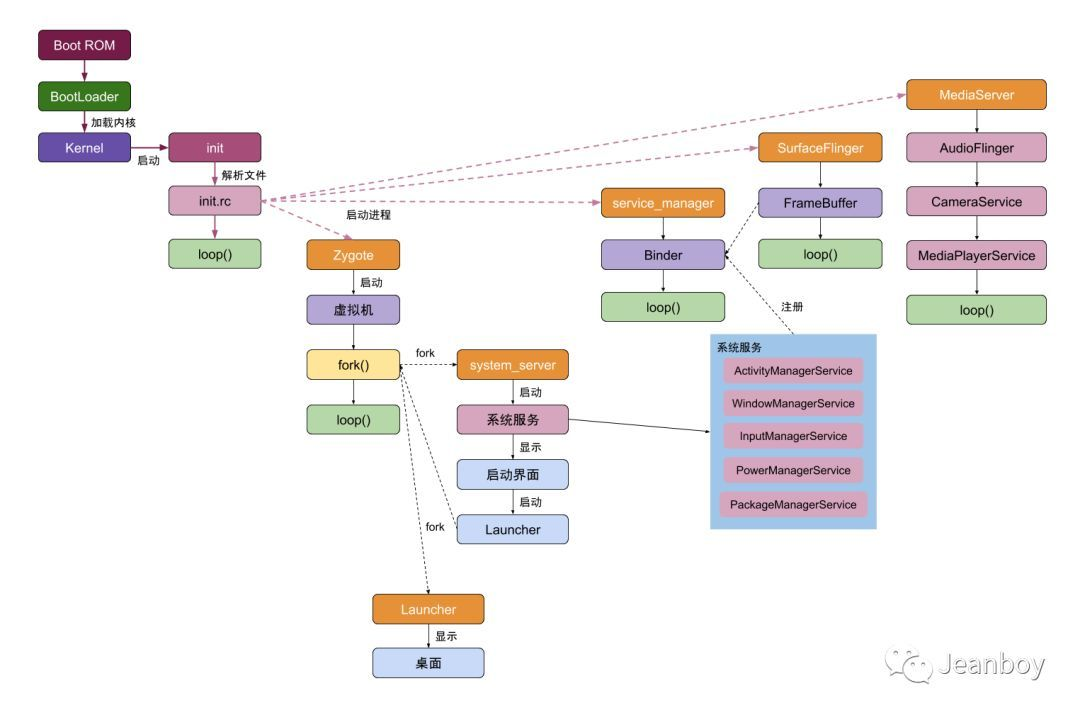 Boot ROM
BootLoader
加载内核
Kernel
启动
init
解析文件
init.rc
loop()
启动进程
Zygote
启动
虚拟机
fork()
loop()
fork
system_server
启动
系统服务
显示
启动界面
启动
Launcher
fork
Launcher
显示
桌面
service_manager
Binder
loop()
SurfaceFlinger
FrameBuffer
loop()
MediaServer
AudioFlinger
CameraService
MediaPlayerService
loop()
注册
系统服务
ActivityManagerService
WindowManagerService
InputManagerService
PowerManagerService
PackageManagerService
Jeanboy